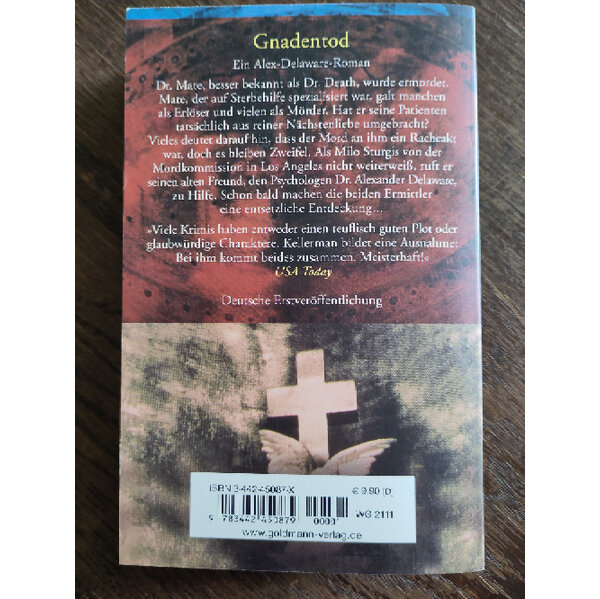 Gnadentod
Ein Alex-Delaware-Roman
Dr. Mate, besser bekannt als Dr. Death, wurde ermordet.
Mate, der auf Sterbehilfe spezialisiert war, galt manchen
als Erlöser und vielen als Mörder. Hat er seine Patienten
tatsächlich aus reiner Nächstenliebe umgebracht?
Vieles deutet darauf hin, dass der Mord an ihm ein Racheakt
war, doch es bleiben Zweifel. Als Milo Sturgis von der
Mordkommission in Los Angeles nicht weiterweiß, ruft er
seinen alten Freund, den Psychologen Dr. Alexander Delaware,
zu Hilfe. Schon bald machen die beiden Ermittler
eine entsetzliche Entdeckung...
»Viele Krimis haben entweder einen teuflisch guten Plot oder
glaubwürdige Charaktere. Kellerman bildet eine Ausnahme:
Bei ihm kommt beides zusammen. Meisterhaft!«
USA Today
Deutsche Erstveröffentlichung
ISBN 3-442-45087-X
€ 9,90 [D]
9 783442 450879 00001
WG 2111
www.goldmann-verlag.de